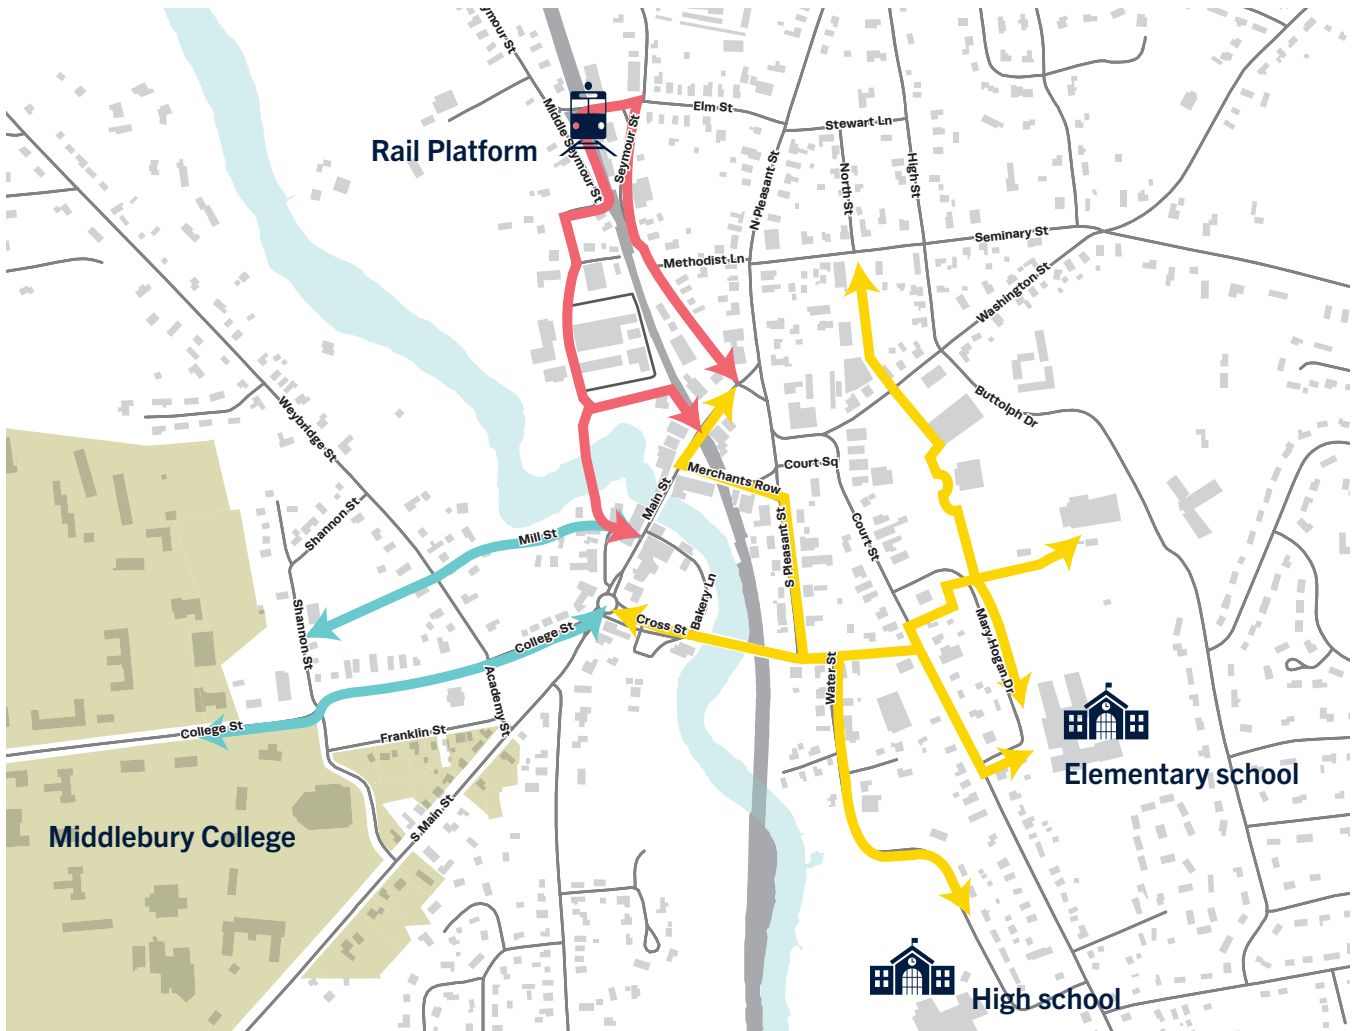 ymour St
Middle Seymour St
Seymour St
Elm St
Stewart Ln
Rail Platform
N Pleasant St
North St
High St
Seminary St
Methodist Ln
Washington St
Buttolph Dr
Weybridge St
Court Sq
Merchants Row
Main St
Shannon St
Mill St
S Pleasant St
Court St
Bakery Ln
Shannon St
College St
Cross St
Mary Hogan Dr
Water St
Academy St
College St
Franklin St
Elementary school
S Main St
Middlebury College
High school